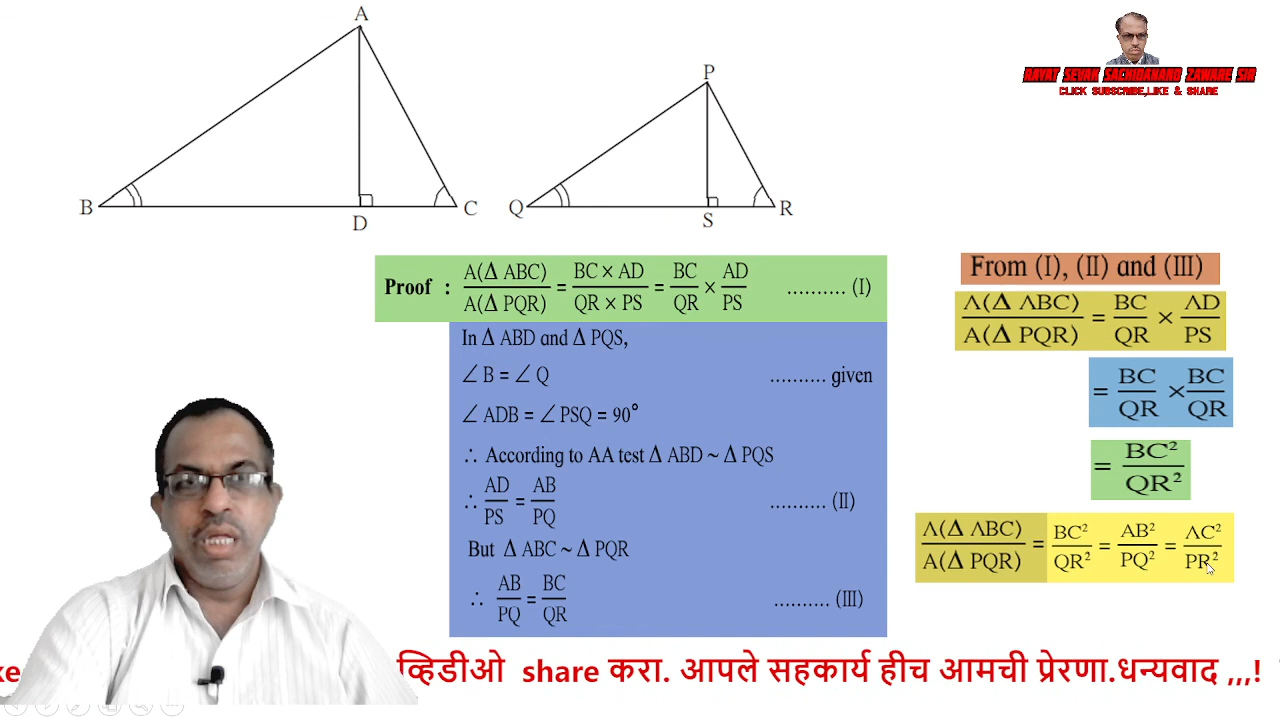 A
P
B
D
C
Q
S
R
RAYAT SEVAK SACHIDANAND ZAWARE SIR
CLICK SUBSCRIBE,LIKE & SHARE
Proof : A(Δ ABC)/A(Δ PQR) = BC × AD/QR × PS = BC/QR × AD/PS .......... (I)
In Δ ABD and Δ PQS,
∠ B = ∠ Q .......... given
∠ ADB = ∠ PSQ = 90°
∴ According to AA test Δ ABD ~ Δ PQS
∴ AD/PS = AB/PQ .......... (II)
But Δ ABC ~ Δ PQR
∴ AB/PQ = BC/QR .......... (III)
From (I), (II) and (III)
A(Δ ABC)/A(Δ PQR) = BC/QR × AD/PS
= BC/QR × BC/QR
= BC²/QR²
A(Δ ABC)/A(Δ PQR) = BC²/QR² = AB²/PQ² = AC²/PR²
व्हिडीओ share करा. आपले सहकार्य हीच आमची प्रेरणा.धन्यवाद ,,,!